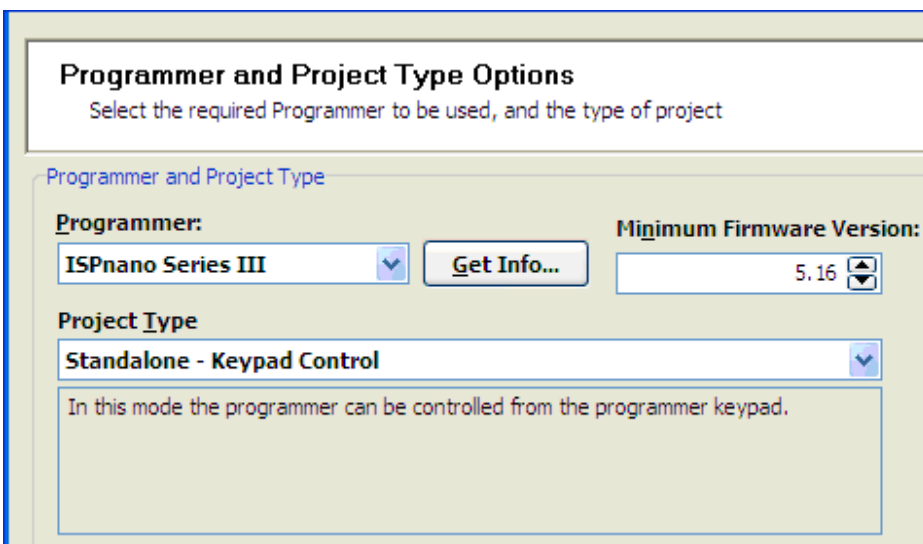 Programmer and Project Type Options
Select the required Programmer to be used, and the type of project
Programmer and Project Type
Programmer:
Minimum Firmware Version:
ISPnano Series III
Get Info...
5.16
Project Type
Standalone - Keypad Control
In this mode the programmer can be controlled from the programmer keypad.